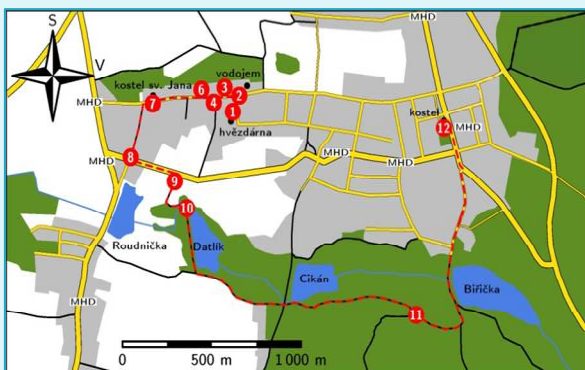 S
V
MHD
vodojem
kostel sv. Jana
6
3
2
MHD
7
4
1
kostel
hvězdárna
12
MHD
MHD
8
MHD
MHD
9
10
Roudnička
Datlík
Cikán
Biřička
MHD
11
0
500 m
1 000 m